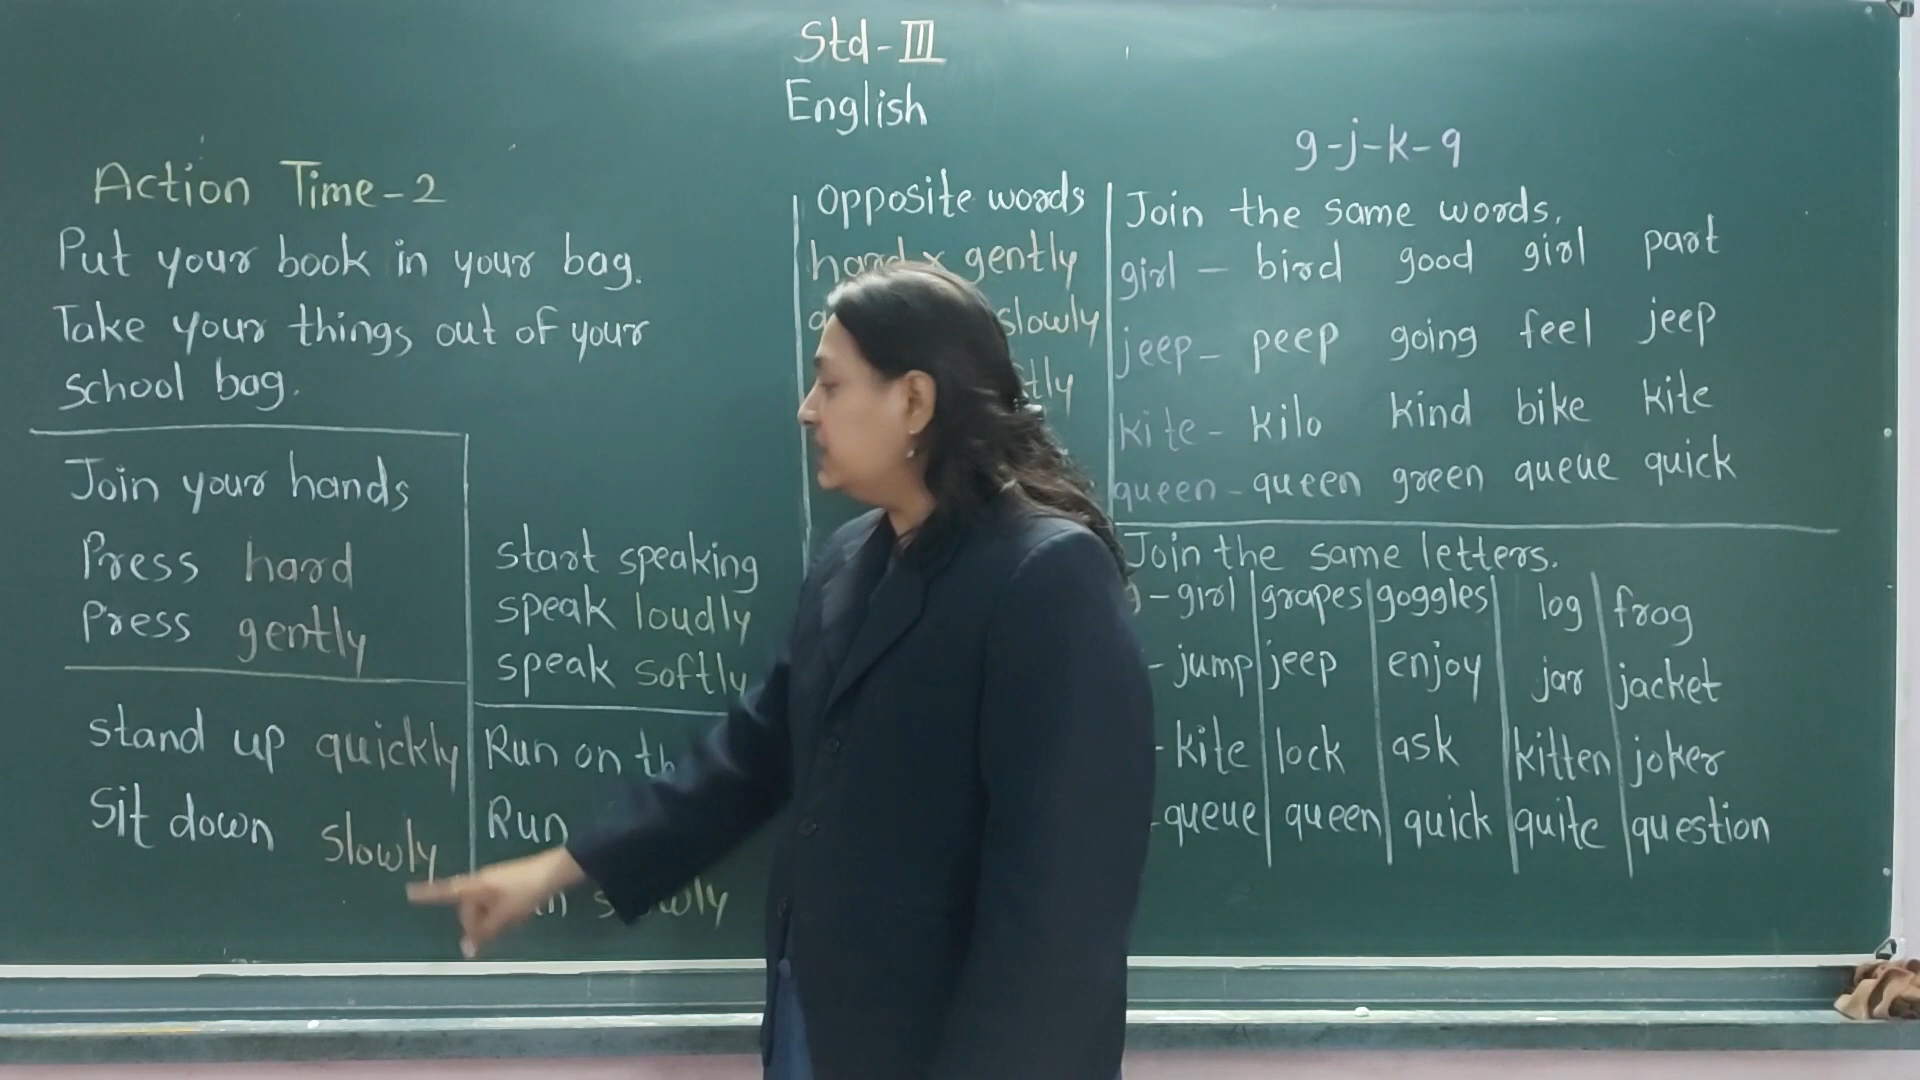 Std-III
English
Action Time-2
Put your book in your bag.
Take your things out of your
school bag.
Join your hands
Press hard
Press gently
stand up quickly
Sit down slowly
start speaking
speak loudly
speak softly
Run on
Run
slowly
opposite words
hard × gently
slowly
g-j-k-q
Join the same words.
girl - bird good girl part
jeep - peep going feel jeep
kite - kilo kind bike kite
queen - queen green queue quick
Join the same letters.
g - girl grapes goggles log frog
- jump jeep enjoy jar jacket
- kite lock ask kitten joker
- queue queen quick quite question